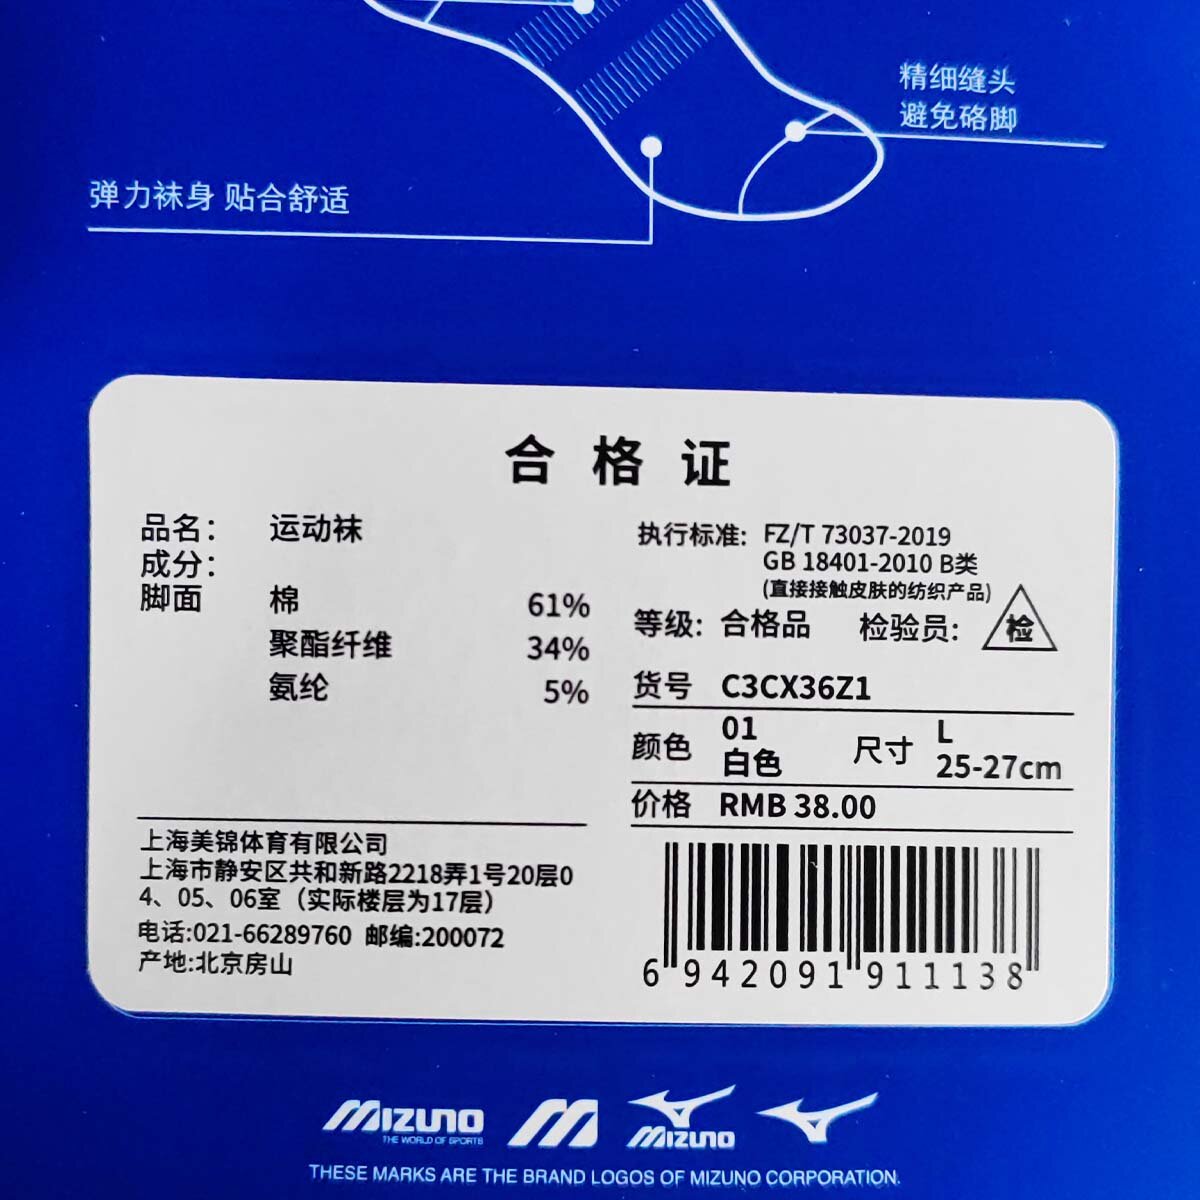 精细缝头
避免硌脚
弹力袜身 贴合舒适
合格证
品名： 运动袜
成分：
脚面 棉 61%
聚酯纤维 34%
氨纶 5%
上海美锦体育有限公司
上海市静安区共和新路2218弄1号20层0
4、05、06室（实际楼层为17层）
电话:021-66289760 邮编:200072
产地:北京房山
执行标准: FZ/T 73037-2019
GB 18401-2010 B类
(直接接触皮肤的纺织产品)
等级: 合格品 检验员: 检
货号 C3CX36Z1
颜色 01 白色 尺寸 L 25-27cm
价格 RMB 38.00
6 942091 911138
MIZUNO
THE WORLD OF SPORTS
MIZUNO
THESE MARKS ARE THE BRAND LOGOS OF MIZUNO CORPORATION.